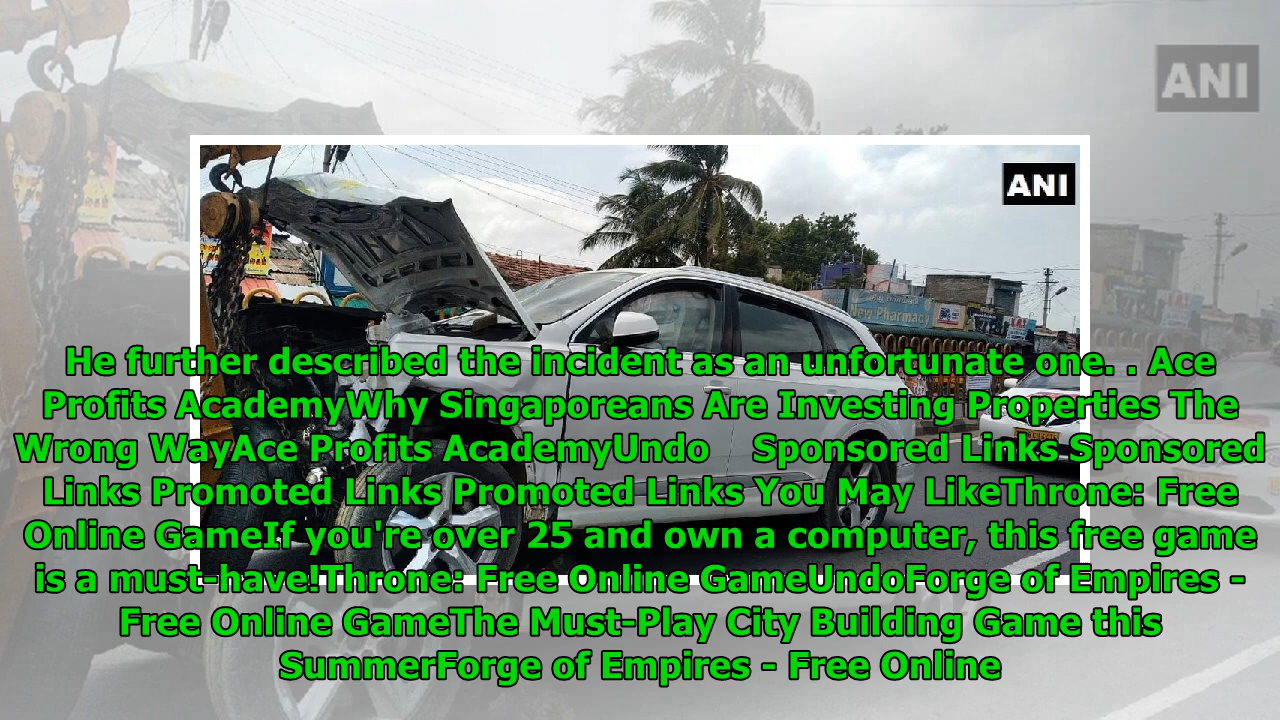 ANI
ANI
New Pharmacy
He further described the incident as an unfortunate one. . Ace
Profits AcademyWhy Singaporeans Are Investing Properties The
Wrong WayAce Profits AcademyUndo    Sponsored Links Sponsored
Links Promoted Links Promoted Links You May LikeThrone: Free
Online GameIf you're over 25 and own a computer, this free game
is a must-have!Throne: Free Online GameUndoForge of Empires -
Free Online GameThe Must-Play City Building Game this
SummerForge of Empires - Free Online